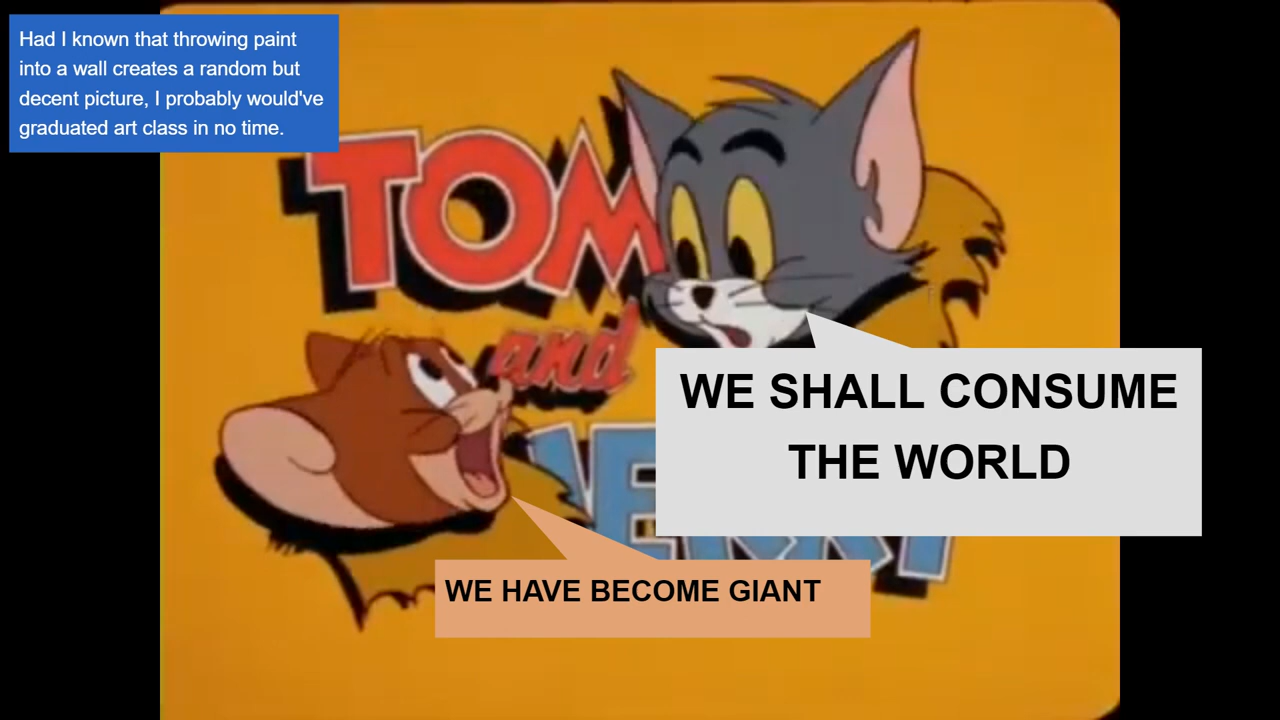 Had I known that throwing paint
into a wall creates a random but
decent picture, I probably would've
graduated art class in no time.
TOM
and
JERRY
WE SHALL CONSUME
THE WORLD
WE HAVE BECOME GIANT